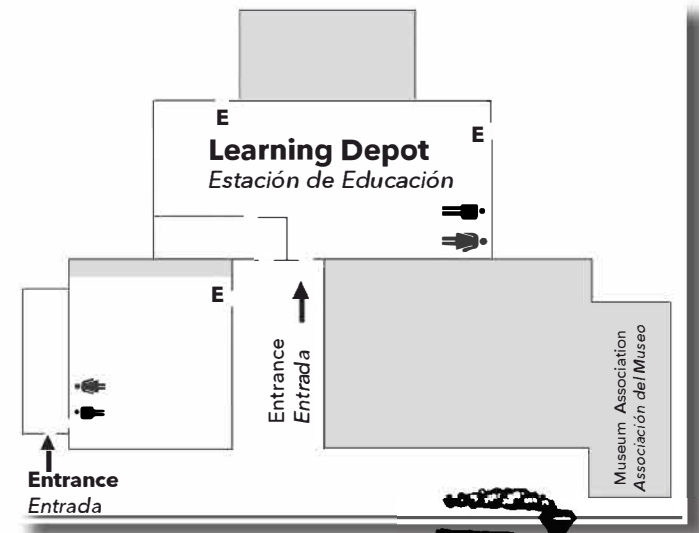 E
E
Learning Depot
Estación de Educación
E
Entrance
Entrada
Museum Association
Associación del Museo
Entrance
Entrada